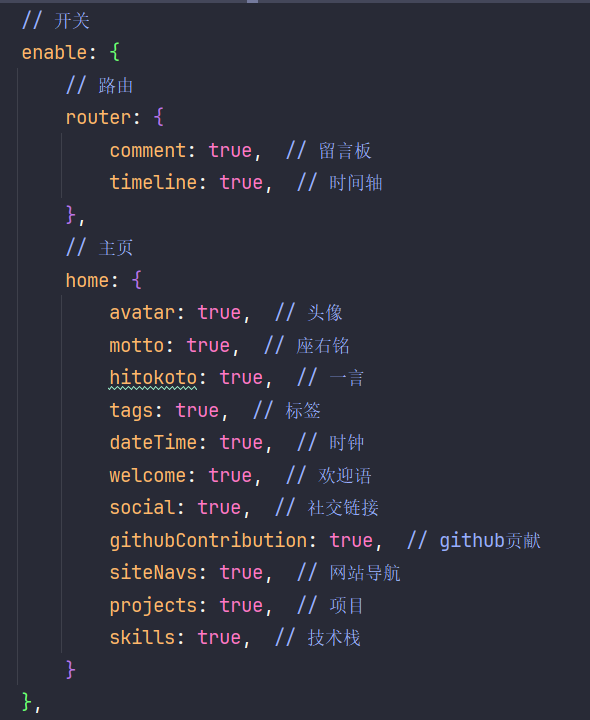 // 开关
enable: {
// 路由
router: {
comment: true,  // 留言板
timeline: true,  // 时间轴
},
// 主页
home: {
avatar: true,  // 头像
motto: true,  // 座右铭
hitokoto: true,  // 一言
tags: true,  // 标签
dateTime: true,  // 时钟
welcome: true,  // 欢迎语
social: true,  // 社交链接
githubContribution: true,  // github贡献
siteNavs: true,  // 网站导航
projects: true,  // 项目
skills: true,  // 技术栈
}
},